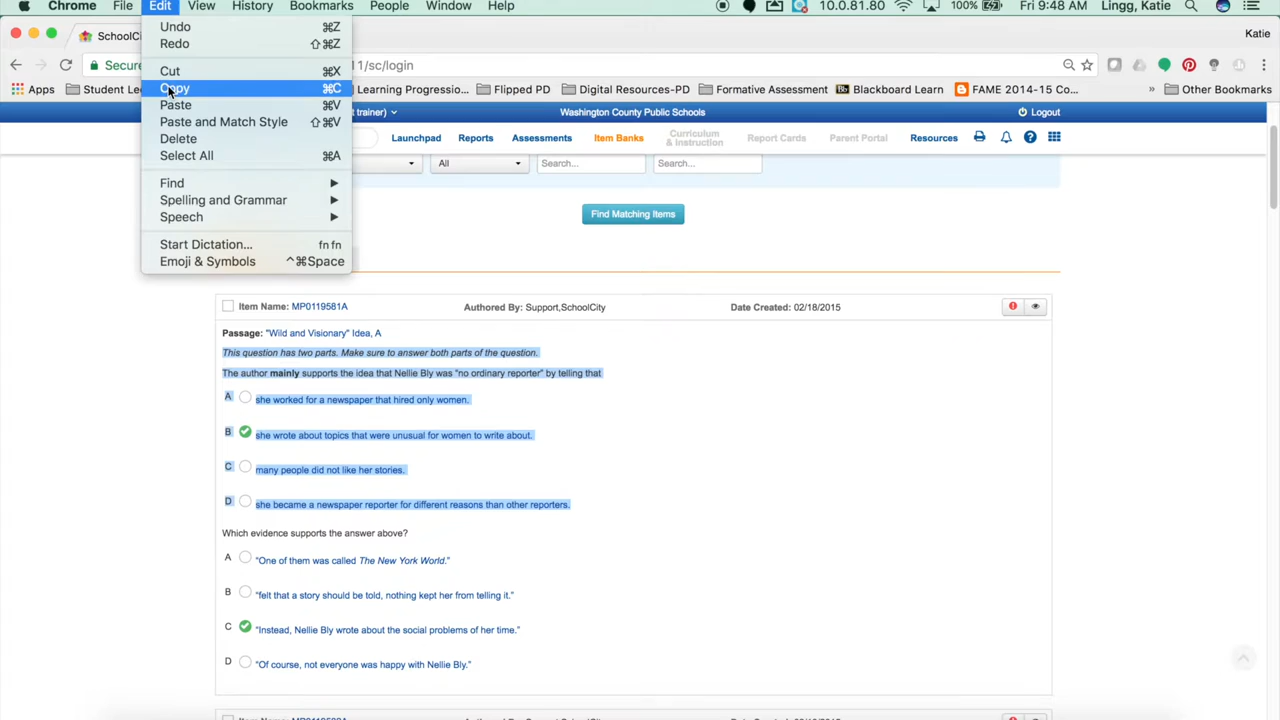 Chrome File Edit View History Bookmarks People Window Help 10.0.81.80 100% Fri 9:48 AM Lingg, Katie
Undo ⌘Z
Redo ⇧⌘Z
Cut ⌘X
Copy ⌘C
Paste ⌘V
Paste and Match Style ⇧⌘V
Delete
Select All ⌘A
Find
Spelling and Grammar
Speech
Start Dictation... fn fn
Emoji & Symbols ^⌘Space
SchoolCi Katie
Secure 1/sc/login
Apps Student Le Learning Progressio... Flipped PD Digital Resources-PD Formative Assessment Blackboard Learn FAME 2014-15 Co... » Other Bookmarks
t trainer) Washington County Public Schools Logout
Launchpad Reports Assessments Item Banks Curriculum & Instruction Report Cards Parent Portal Resources
All Search... Search...
Find Matching Items
Item Name: MP0119581A Authored By: Support,SchoolCity Date Created: 02/18/2015
Passage: "Wild and Visionary" Idea, A
This question has two parts. Make sure to answer both parts of the question.
The author mainly supports the idea that Nellie Bly was "no ordinary reporter" by telling that
A she worked for a newspaper that hired only women.
B she wrote about topics that were unusual for women to write about.
C many people did not like her stories.
D she became a newspaper reporter for different reasons than other reporters.
Which evidence supports the answer above?
A "One of them was called The New York World."
B "felt that a story should be told, nothing kept her from telling it."
C "Instead, Nellie Bly wrote about the social problems of her time."
D "Of course, not everyone was happy with Nellie Bly."